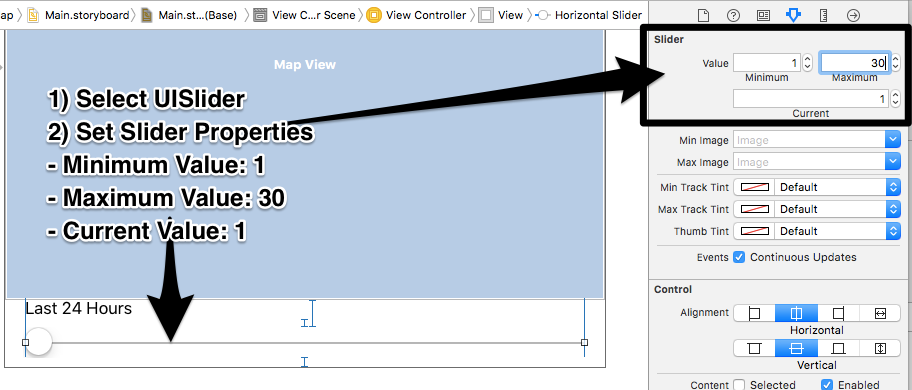 ap
Main.storyboard
Main.st...(Base)
View C...r Scene
View Controller
View
Horizontal Slider
Map View
1) Select UISlider
2) Set Slider Properties
- Minimum Value: 1
- Maximum Value: 30
- Current Value: 1
Last 24 Hours
Slider
Value 1 30
Minimum Maximum
1
Current
Min Image Image
Max Image Image
Min Track Tint Default
Max Track Tint Default
Thumb Tint Default
Events Continuous Updates
Control
Alignment
Horizontal
Vertical
Content Selected Enabled